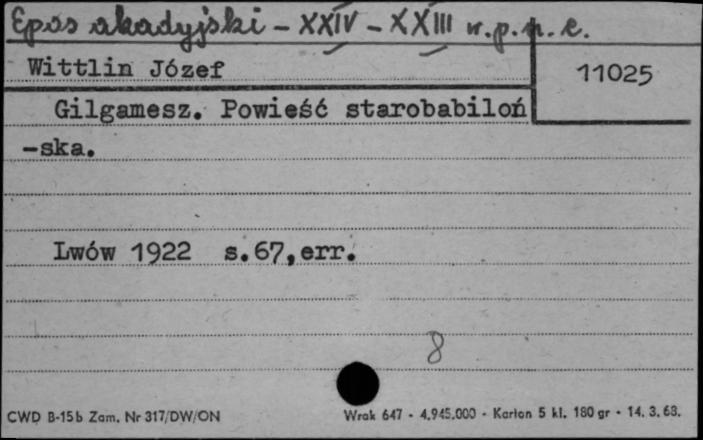 Epos akadyjski - XXIV - XXIII w.p.n.e.
Wittlin Józef
11025
Gilgamesz. Powieść starobabiloń
-ska.
Lwów 1922 s.67,err.
8
CWD B-15b Zam. Nr 317/DW/ON
Wrak 647 - 4.945.000 - Karton 5 kl. 180 gr - 14. 3. 68.